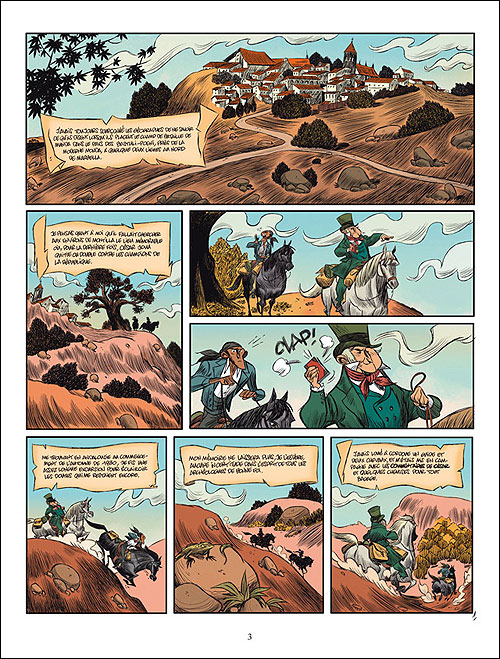 J'AVAIS TOUJOURS SOUPÇONNÉ LES GÉOGRAPHES DE NE SAVOIR
CE QU'ILS DISENT LORSQU'ILS PLACENT LE CHAMP DE BATAILLE DE
MUNDA DANS LE PAYS DES BASTULI-POENI, PRÈS DE LA
MODERNE MONDA, À QUELQUE DEUX LIEUES AU NORD
DE MARBELLA.
JE PENSAIS QUANT À MOI QU'IL FALLAIT CHERCHER
AUX ENVIRONS DE MONTILLA LE LIEU MÉMORABLE
OÙ, POUR LA DERNIÈRE FOIS, CÉSAR JOUA
QUITTE OU DOUBLE CONTRE LES CHAMPIONS DE
LA RÉPUBLIQUE.
CLAP!
ME TROUVANT EN ANDALOUSIE AU COMMENCE-
MENT DE L'AUTOMNE DE 1830, JE FIS UNE
ASSEZ LONGUE EXCURSION POUR ÉCLAIRCIR
LES DOUTES QUI ME RESTAIENT ENCORE.
MON MÉMOIRE NE LAISSERA PLUS, JE L'ESPÈRE,
AUCUNE INCERTITUDE DANS L'ESPRIT DE TOUS LES
ARCHÉOLOGUES DE BONNE FOI.
J'AVAIS LOUÉ À CORDOUE UN GUIDE ET
DEUX CHEVAUX, ET M'ÉTAIS MIS EN CAM-
PAGNE AVEC LES COMMENTAIRES DE CÉSAR
ET QUELQUES CHEMISES POUR TOUT
BAGAGE.
3